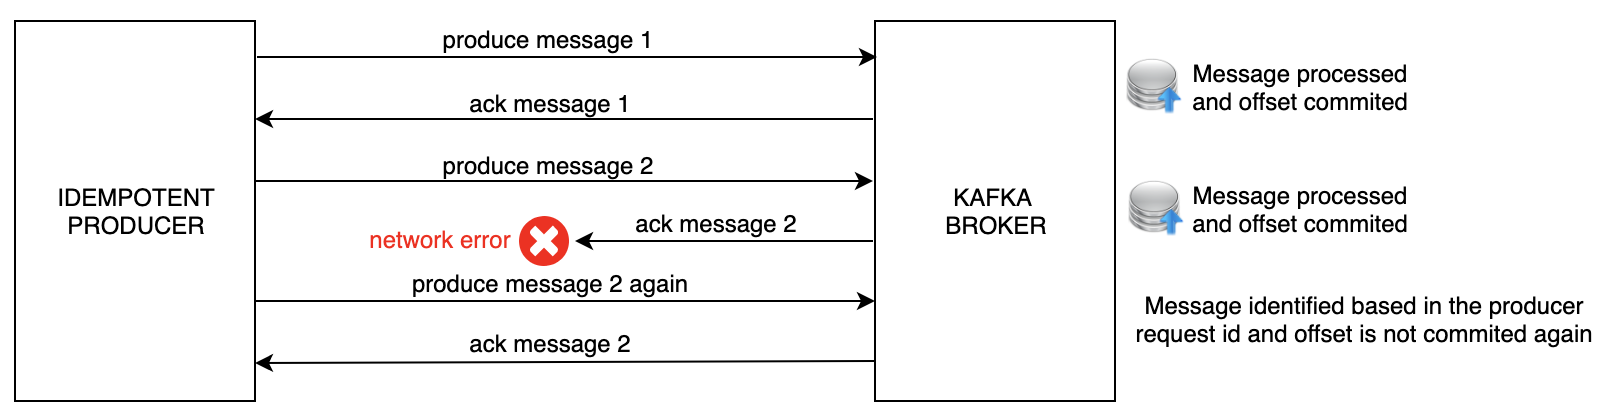 produce message 1
Message processed
and offset commited
ack message 1
produce message 2
IDEMPOTENT
PRODUCER
KAFKA
BROKER
Message processed
and offset commited
ack message 2
network error
produce message 2 again
Message identified based in the producer
request id and offset is not commited again
ack message 2